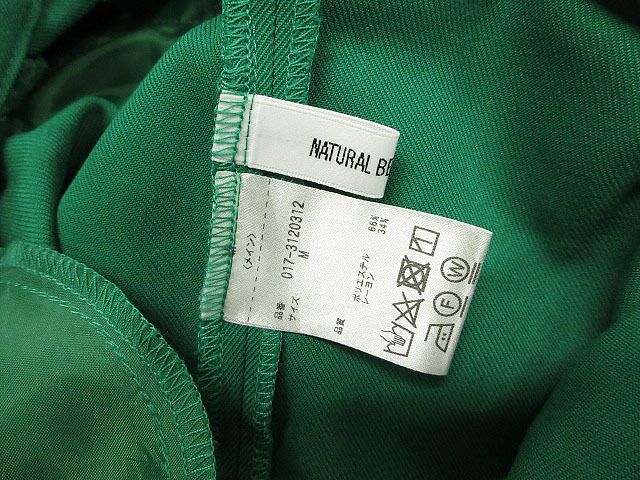 NATURAL BE
〈メイン〉
品番 017-3120312
サイズ M
品質 ポリエステル 66%
レーヨン 34%
W
F